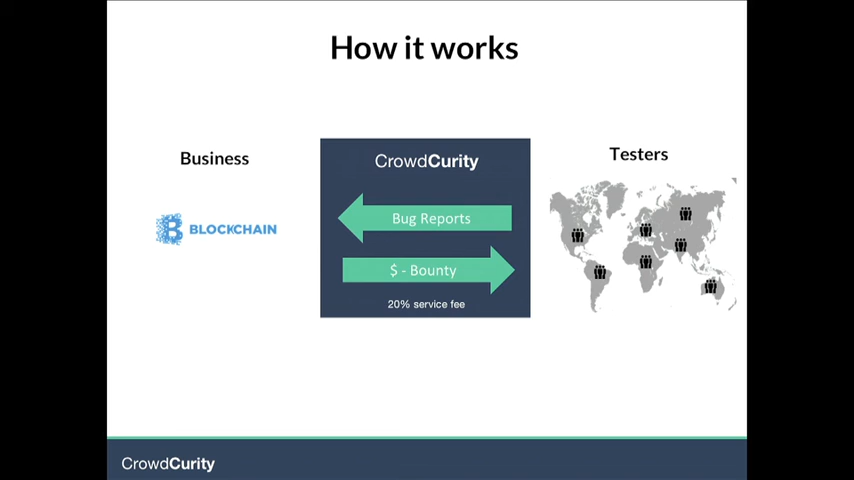 How it works
Business
CrowdCurity
Testers
Bug Reports
BLOCKCHAIN
$ - Bounty
20% service fee
CrowdCurity